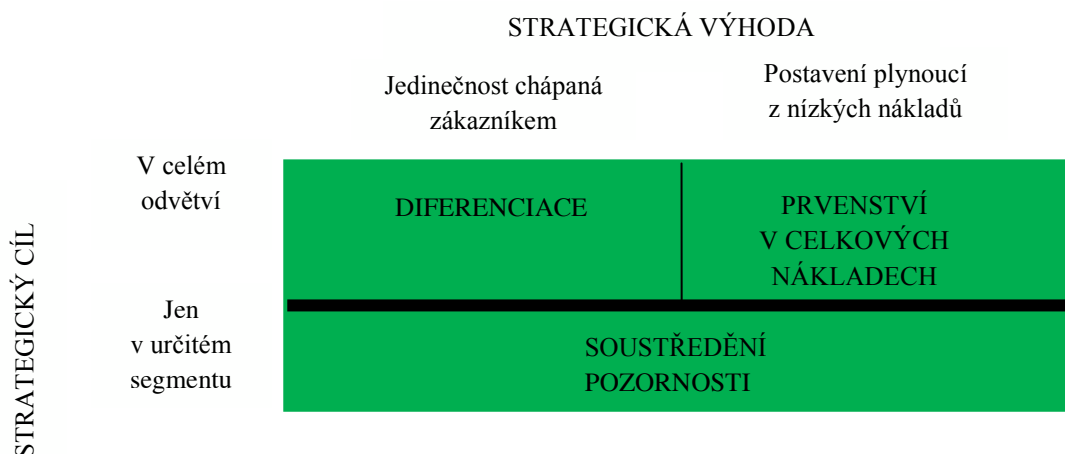 STRATEGICKÁ VÝHODA
Jedinečnost chápaná
zákazníkem
Postavení plynoucí
z nízkých nákladů
V celém
odvětví
DIFERENCIACE
PRVENSTVÍ
V CELKOVÝCH
NÁKLADECH
STRATEGICKÝ CÍL
Jen
v určitém
segmentu
SOUSTŘEDĚNÍ
POZORNOSTI